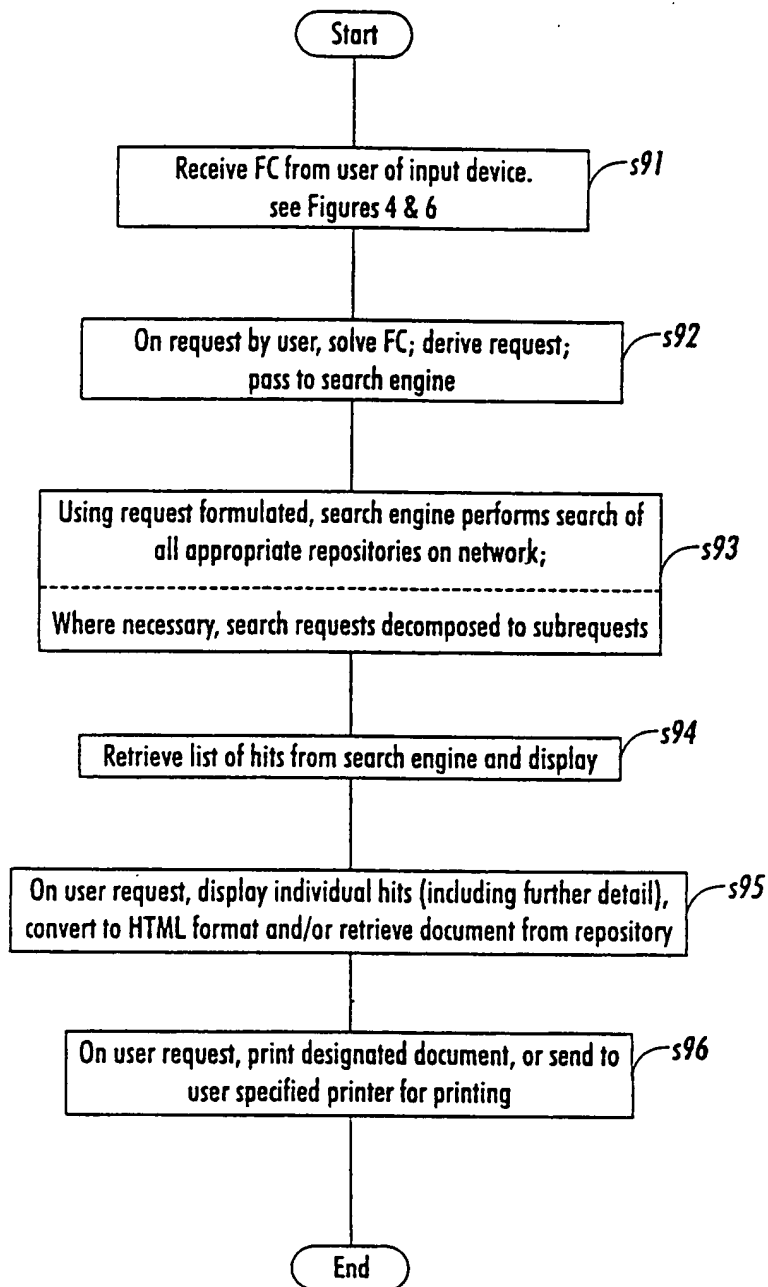 Start
Receive FC from user of input device.
see Figures 4 & 6
s91
On request by user, solve FC; derive request;
pass to search engine
s92
Using request formulated, search engine performs search of
all appropriate repositories on network;
s93
Where necessary, search requests decomposed to subrequests
Retrieve list of hits from search engine and display
s94
On user request, display individual hits (including further detail),
convert to HTML format and/or retrieve document from repository
s95
On user request, print designated document, or send to
user specified printer for printing
s96
End